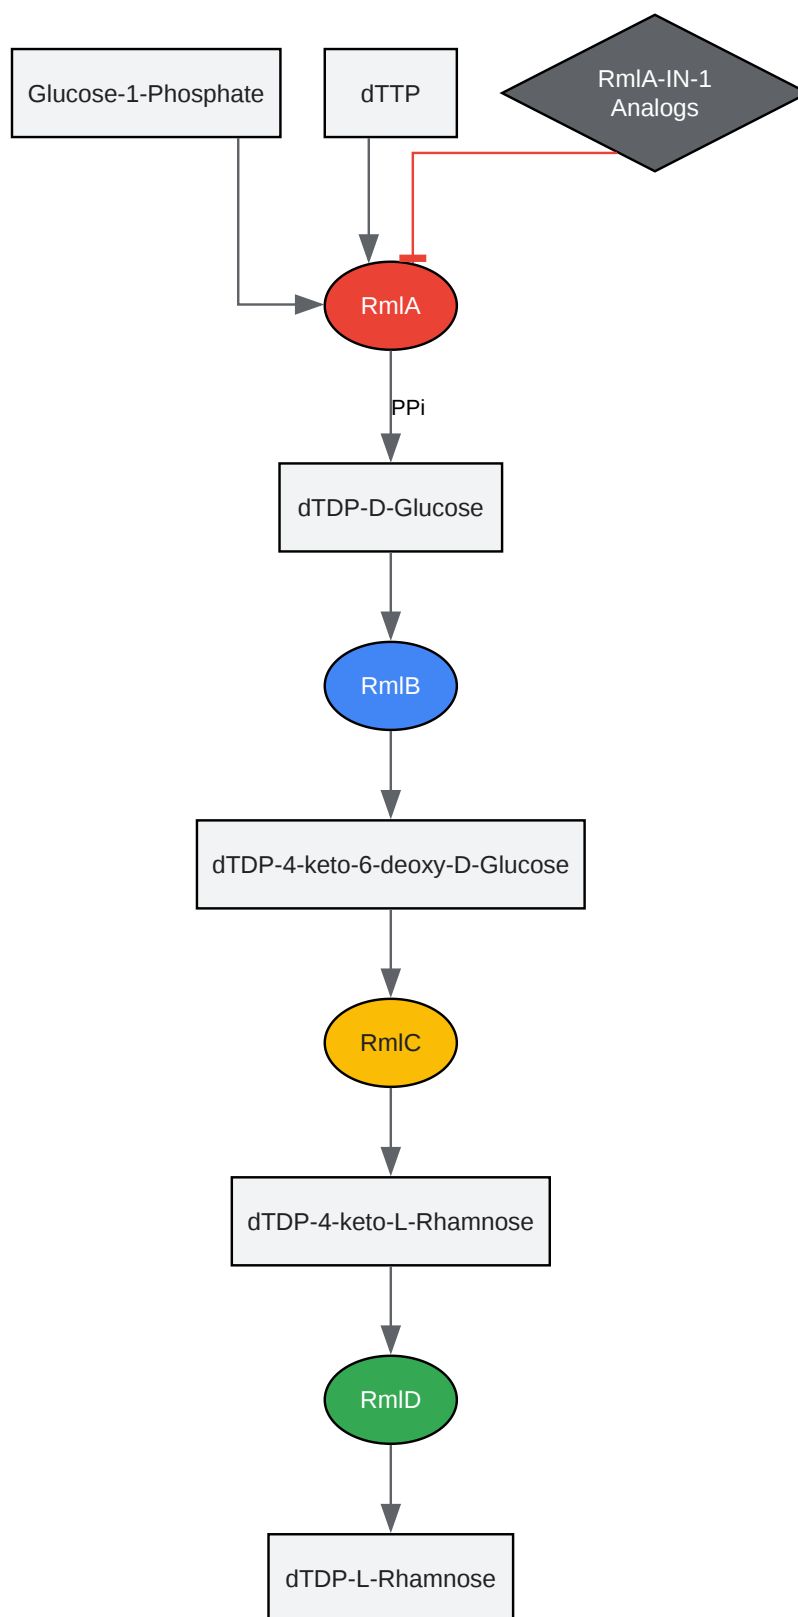 Glucose-1-Phosphate
dTTP
RmlA-IN-1
Analogs
RmlA
PPi
dTDP-D-Glucose
RmlB
dTDP-4-keto-6-deoxy-D-Glucose
RmlC
dTDP-4-keto-L-Rhamnose
RmlD
dTDP-L-Rhamnose